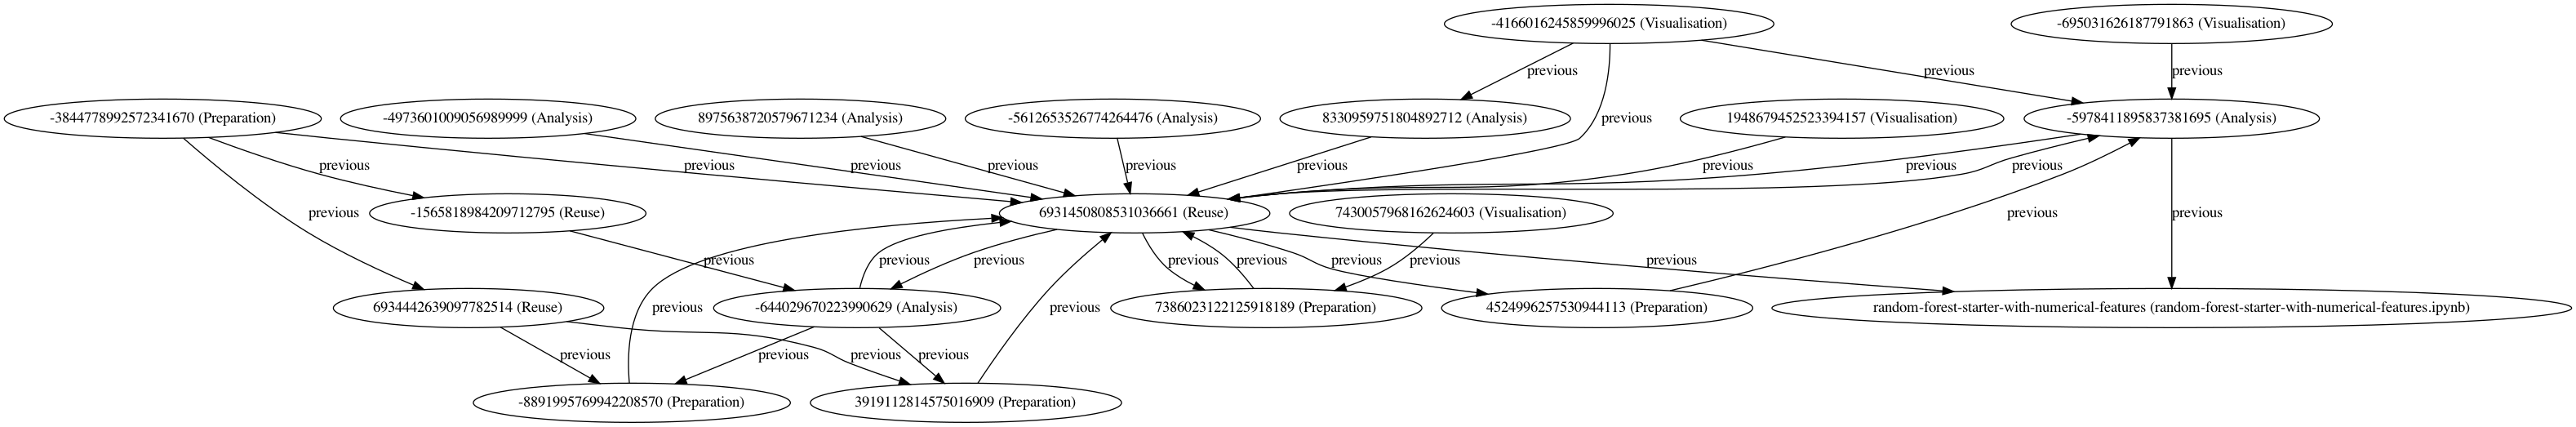 -4166016245859996025 (Visualisation)
-695031626187791863 (Visualisation)
previous
previous
previous
-3844778992572341670 (Preparation)
-4973601009056989999 (Analysis)
8975638720579671234 (Analysis)
-5612653526774264476 (Analysis)
8330959751804892712 (Analysis)
previous
1948679452523394157 (Visualisation)
-5978411895837381695 (Analysis)
previous
previous
previous
previous
previous
previous
previous
previous
previous
previous
-1565818984209712795 (Reuse)
6931450808531036661 (Reuse)
7430057968162624603 (Visualisation)
previous
previous
previous
previous
previous
previous
previous
previous
previous
previous
6934442639097782514 (Reuse)
previous
-644029670223990629 (Analysis)
previous
7386023122125918189 (Preparation)
4524996257530944113 (Preparation)
random-forest-starter-with-numerical-features (random-forest-starter-with-numerical-features.ipynb)
previous
previous
previous
previous
-8891995769942208570 (Preparation)
3919112814575016909 (Preparation)